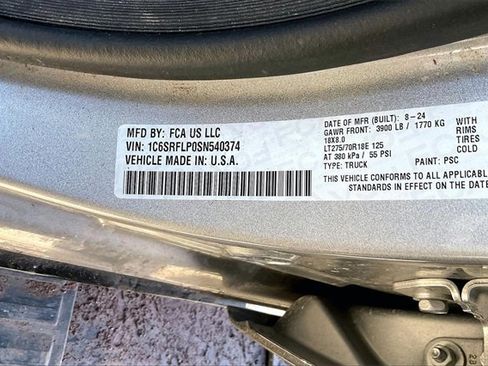 MFD BY: FCA US LLC
VIN: 1C6SRFLP0SN540374
VEHICLE MADE IN U.S.A.
DATE OF MFR (BUILT): 8-24
GAWR FRONT: 3900 LB / 1770 KG WITH
18X8.0 RIMS
LT275/70R18E 125 TIRES
AT 380 kPa / 55 PSI COLD
TYPE: TRUCK PAINT: PSC
THIS VEHICLE CONFORMS TO ALL APPLICABLE
STANDARDS IN EFFECT ON THE DATE